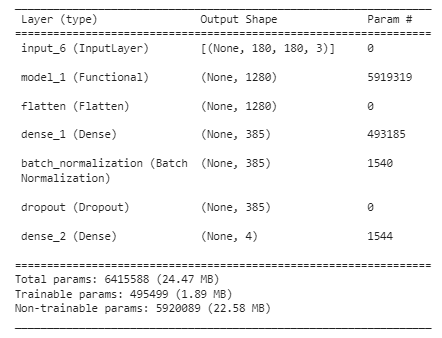 Layer (type) Output Shape Param #
input_6 (InputLayer) [(None, 180, 180, 3)] 0
model_1 (Functional) (None, 1280) 5919319
flatten (Flatten) (None, 1280) 0
dense_1 (Dense) (None, 385) 493185
batch_normalization (Batch (None, 385) 1540
Normalization)
dropout (Dropout) (None, 385) 0
dense_2 (Dense) (None, 4) 1544
Total params: 6415588 (24.47 MB)
Trainable params: 495499 (1.89 MB)
Non-trainable params: 5920089 (22.58 MB)